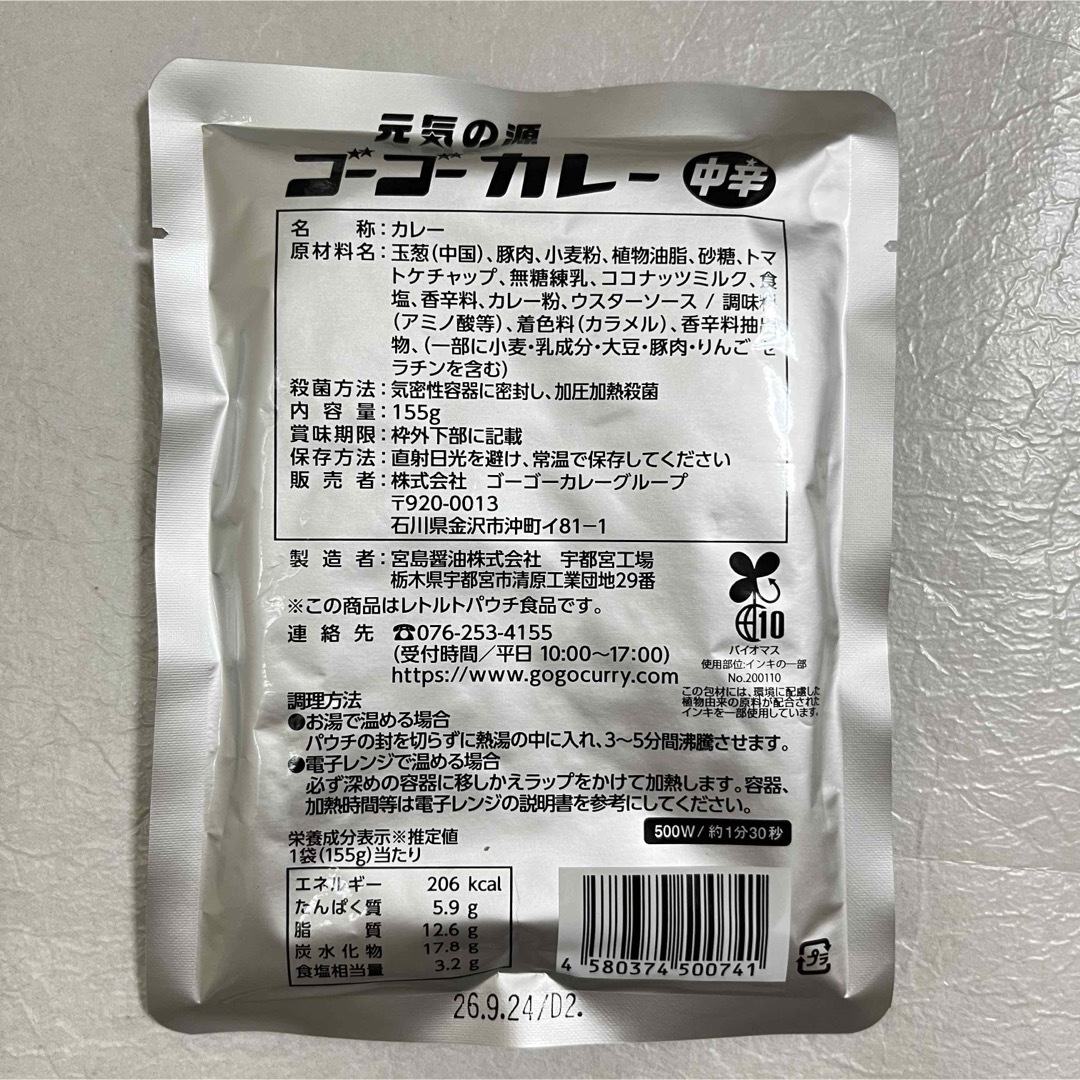 元気の源
ゴーゴーカレー 中辛
名称：カレー
原材料名：玉葱(中国)、豚肉、小麦粉、植物油脂、砂糖、トマ
トケチャップ、無糖練乳、ココナッツミルク、食
塩、香辛料、カレー粉、ウスターソース / 調味料
(アミノ酸等)、着色料(カラメル)、香辛料抽出
物、(一部に小麦・乳成分・大豆・豚肉・りんご・ゼ
ラチンを含む)
殺菌方法：気密性容器に密封し、加圧加熱殺菌
内容量：155g
賞味期限：枠外下部に記載
保存方法：直射日光を避け、常温で保存してください
販売者：株式会社 ゴーゴーカレーグループ
〒920-0013
石川県金沢市沖町イ81-1
製造者：宮島醤油株式会社 宇都宮工場
栃木県宇都宮市清原工業団地29番
※この商品はレトルトパウチ食品です。
連絡先 ☎076-253-4155
(受付時間／平日 10:00〜17:00)
https://www.gogocurry.com
10
バイオマス
使用部位:インキの一部
No.200110
この包材には、環境に配慮した
植物由来の原料が配合された
インキを一部使用しています。
調理方法
●お湯で温める場合
パウチの封を切らずに熱湯の中に入れ、3〜5分間沸騰させます。
●電子レンジで温める場合
必ず深めの容器に移しかえラップをかけて加熱します。容器、
加熱時間等は電子レンジの説明書を参考にしてください。
500W/約1分30秒
栄養成分表示※推定値
1袋(155g)当たり
エネルギー 206 kcal
たんぱく質 5.9 g
脂質 12.6 g
炭水化物 17.8 g
食塩相当量 3.2 g
4 580374 500741
プラ
26.9.24/D2.